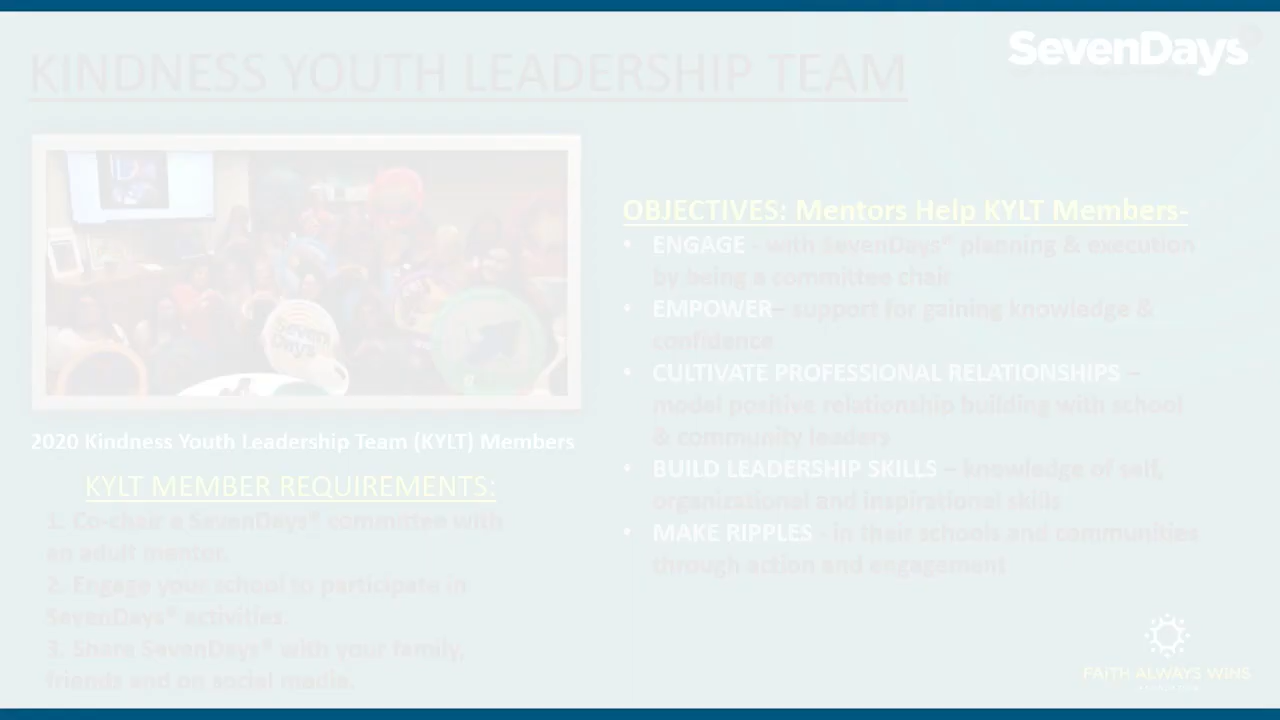 KINDNESS YOUTH LEADERSHIP TEAM
SevenDays®
Seven
Days
2020 Kindness Youth Leadership Team (KYLT) Members
KYLT MEMBER REQUIREMENTS:
1. Co-chair a SevenDays® committee with
an adult mentor.
2. Engage your school to participate in
SevenDays® activities.
3. Share SevenDays® with your family,
friends and on social media.
OBJECTIVES: Mentors Help KYLT Members-
• ENGAGE - with SevenDays® planning & execution
by being a committee chair
• EMPOWER– support for gaining knowledge &
confidence
• CULTIVATE PROFESSIONAL RELATIONSHIPS –
model positive relationship building with school
& community leaders
• BUILD LEADERSHIP SKILLS – knowledge of self,
organizational and inspirational skills
• MAKE RIPPLES - in their schools and communities
through action and engagement
FAITH ALWAYS WINS
FOUNDATION